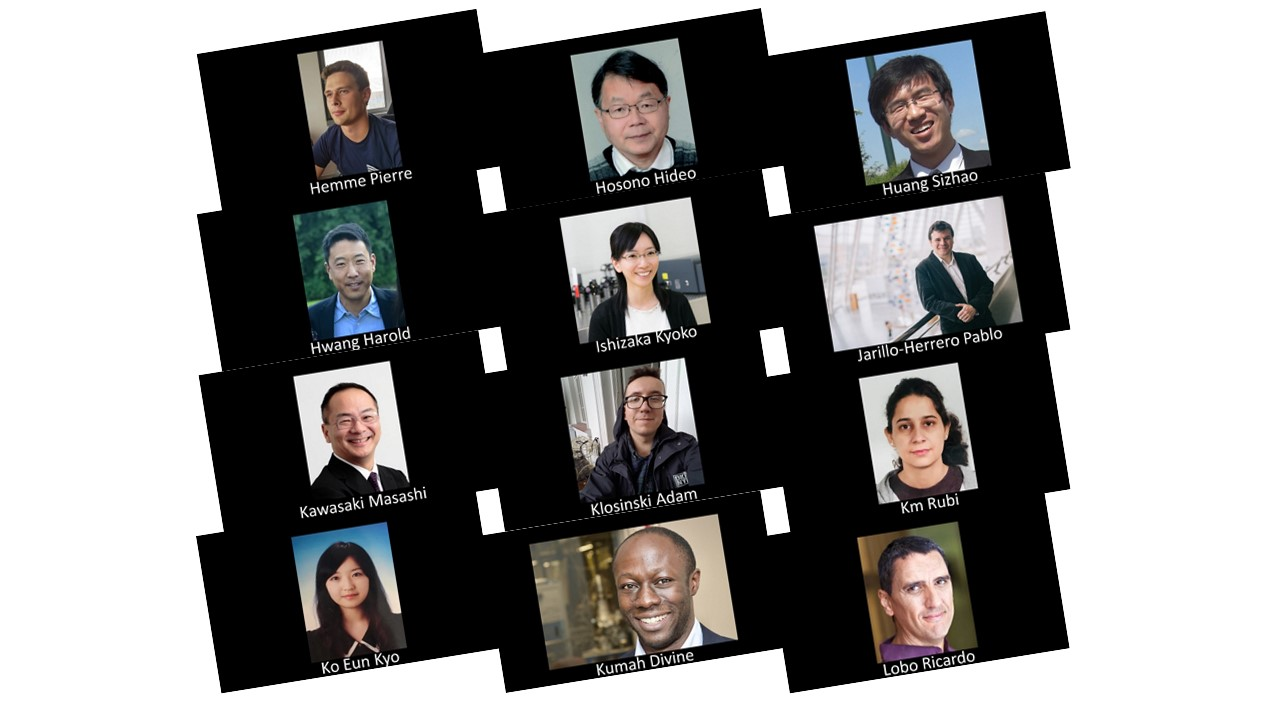 Hemme Pierre
Hosono Hideo
Huang Sizhao
Hwang Harold
Ishizaka Kyoko
Jarillo-Herrero Pablo
Kawasaki Masashi
Klosinski Adam
Km Rubi
Ko Eun Kyo
Kumah Divine
Lobo Ricardo